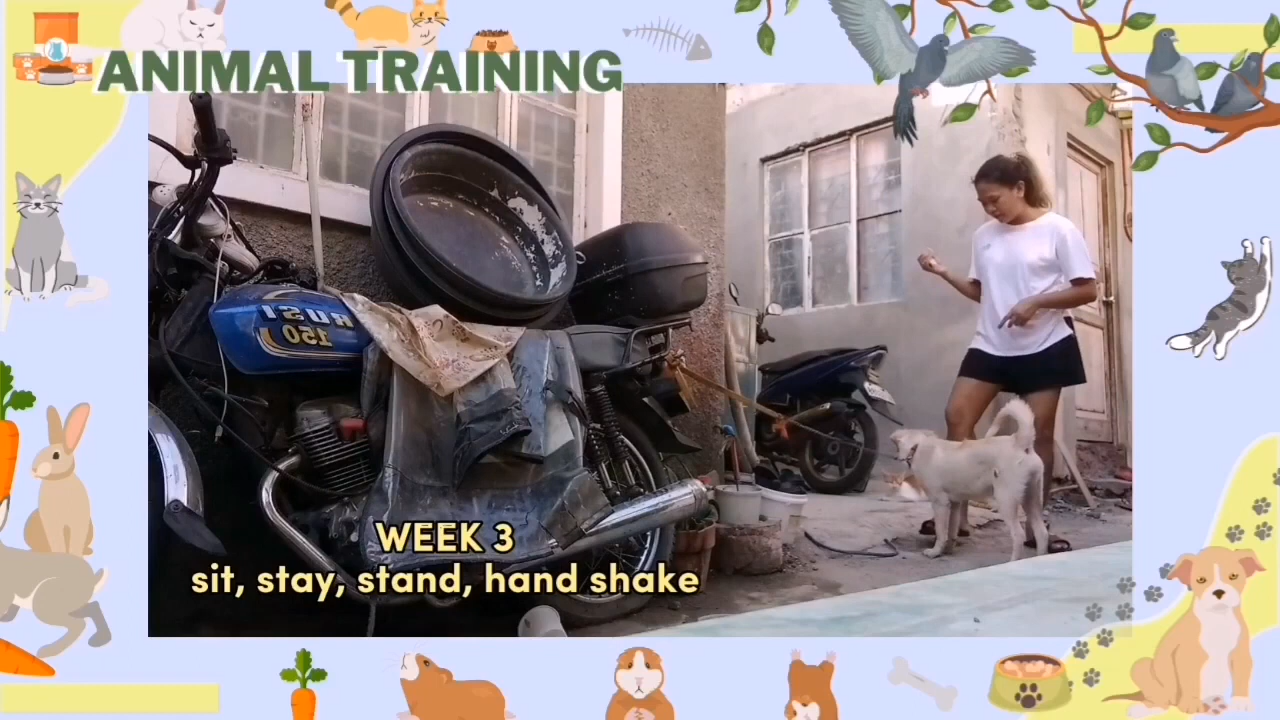 ANIMAL TRAINING
RUSI
150
WEEK 3
sit, stay, stand, hand shake